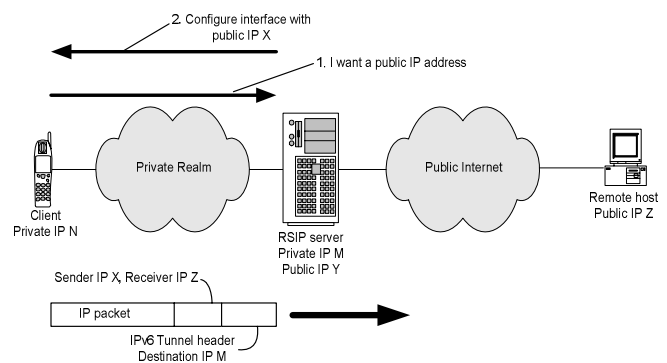 2. Configure interface with
public IP X
1. I want a public IP address
Private Realm
Public Internet
Client
Private IP N
RSIP server
Private IP M
Public IP Y
Remote host
Public IP Z
Sender IP X, Receiver IP Z
IP packet
IPv6 Tunnel header
Destination IP M